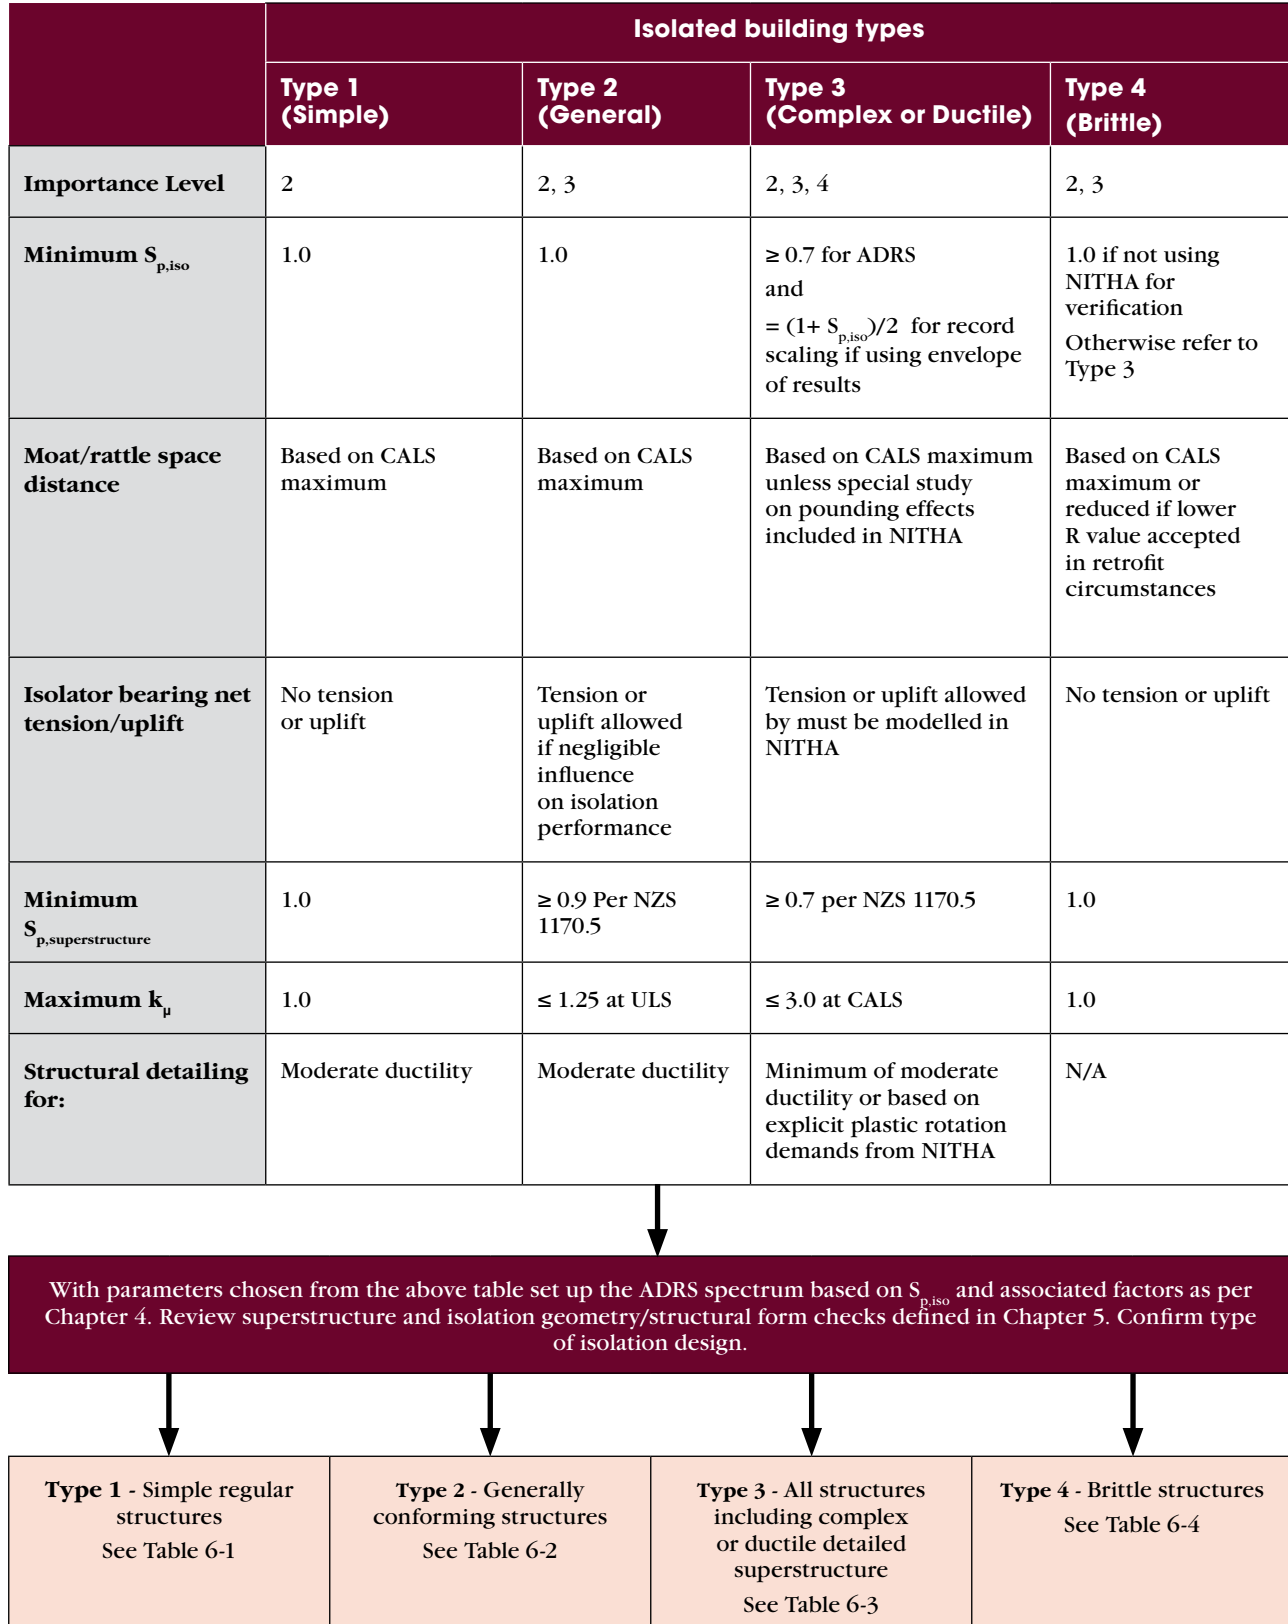 Isolated building types
Type 1
(Simple)
Type 2
(General)
Type 3
(Complex or Ductile)
Type 4
(Brittle)
Importance Level
2
2, 3
2, 3, 4
2, 3
Minimum Sp,iso
1.0
1.0
≥ 0.7 for ADRS
and
= (1+ Sp,iso)/2 for record
scaling if using envelope
of results
1.0 if not using
NITHA for
verification
Otherwise refer to
Type 3
Moat/rattle space
distance
Based on CALS
maximum
Based on CALS
maximum
Based on CALS maximum
unless special study
on pounding effects
included in NITHA
Based on CALS
maximum or
reduced if lower
R value accepted
in retrofit
circumstances
Isolator bearing net
tension/uplift
No tension
or uplift
Tension or
uplift allowed
if negligible
influence
on isolation
performance
Tension or uplift allowed
by must be modelled in
NITHA
No tension or uplift
Minimum
Sp,superstructure
1.0
≥ 0.9 Per NZS
1170.5
≥ 0.7 per NZS 1170.5
1.0
Maximum kμ
1.0
≤ 1.25 at ULS
≤ 3.0 at CALS
1.0
Structural detailing
for:
Moderate ductility
Moderate ductility
Minimum of moderate
ductility or based on
explicit plastic rotation
demands from NITHA
N/A
With parameters chosen from the above table set up the ADRS spectrum based on Sp,iso and associated factors as per
Chapter 4. Review superstructure and isolation geometry/structural form checks defined in Chapter 5. Confirm type
of isolation design.
Type 1 - Simple regular
structures
See Table 6-1
Type 2 - Generally
conforming structures
See Table 6-2
Type 3 - All structures
including complex
or ductile detailed
superstructure
See Table 6-3
Type 4 - Brittle structures
See Table 6-4